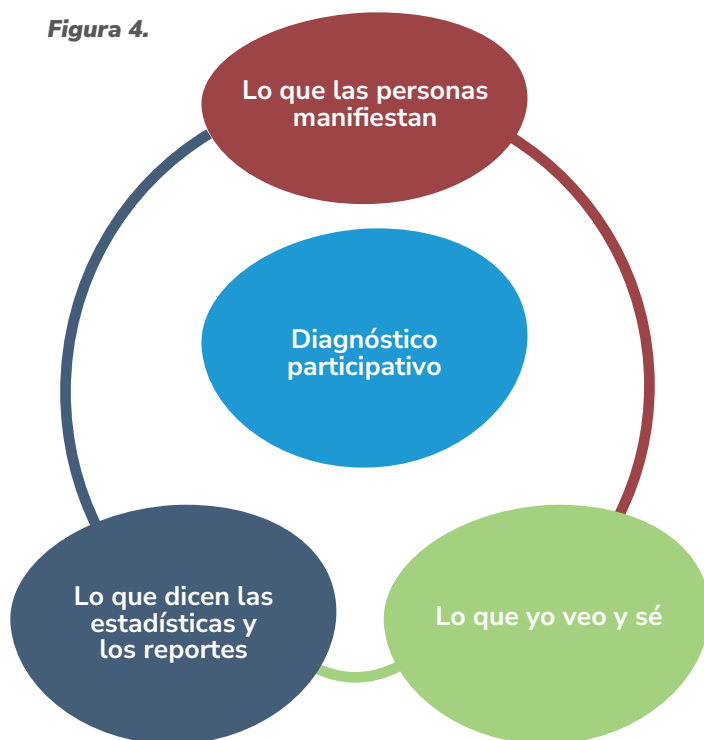 Figura 4.
Lo que las personas
manifiestan
Diagnóstico
participativo
Lo que dicen las
estadísticas y
los reportes
Lo que yo veo y sé